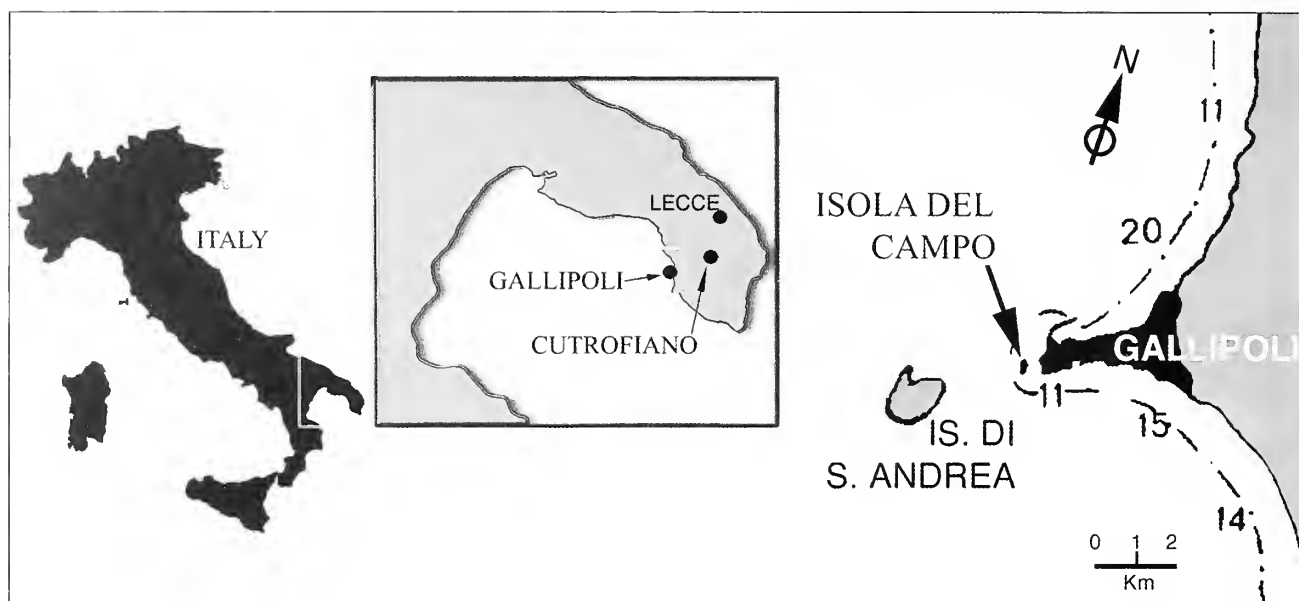 ITALY
LECCE
GALLIPOLI
CUTROFIANO
N
11
ISOLA DEL
CAMPO
20
GALLIPOLI
11
15
IS. DI
S. ANDREA
14
0 1 2
Km